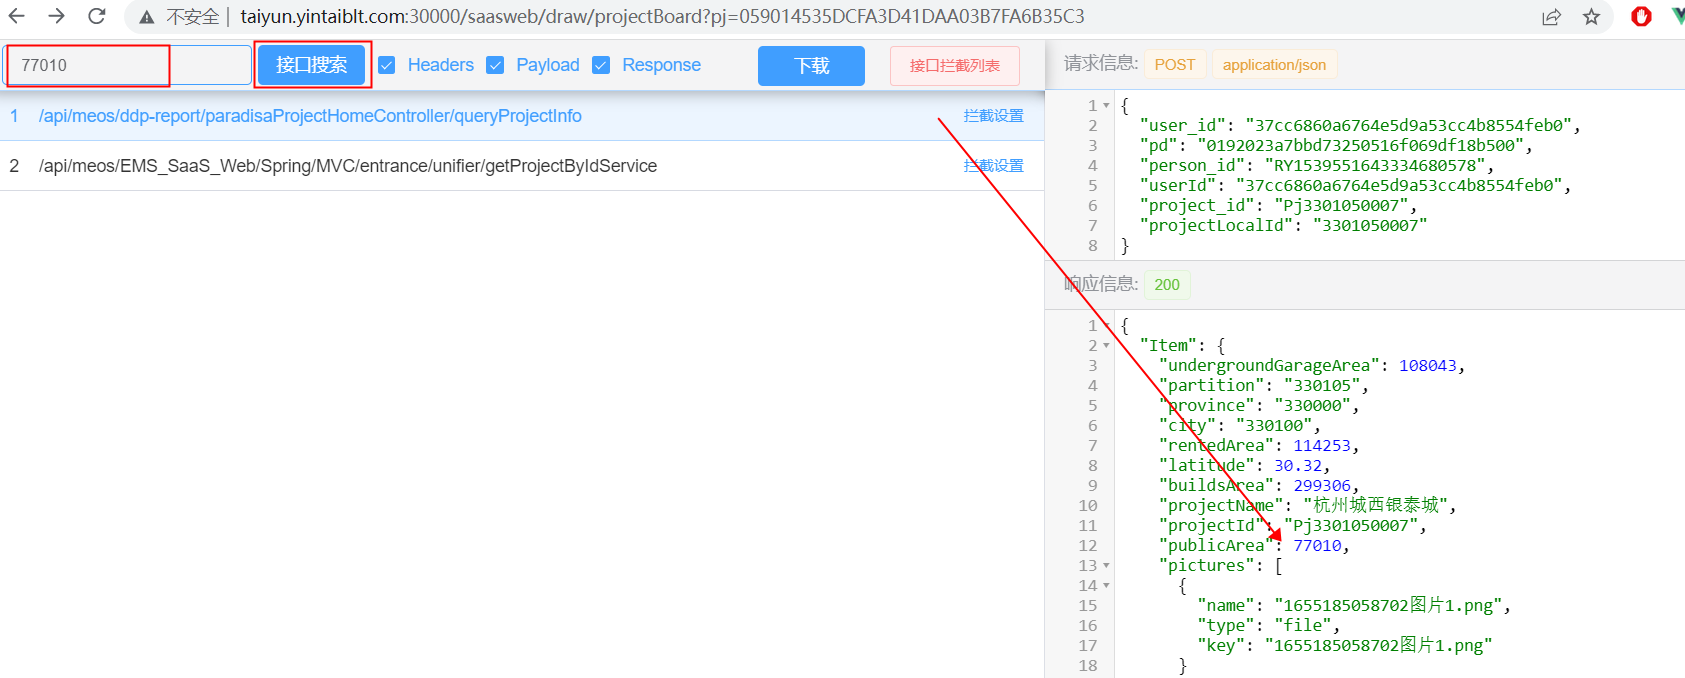 不安全 | taiyun.yintaiblt.com:30000/saasweb/draw/projectBoard?pj=059014535DCFA3D41DAA03B7FA6B35C3
77010 接口搜索 Headers Payload Response 下载 接口拦截列表
1 /api/meos/ddp-report/paradisaProjectHomeController/queryProjectInfo 拦截设置
2 /api/meos/EMS_SaaS_Web/Spring/MVC/entrance/unifier/getProjectByIdService 拦截设置
请求信息: POST application/json
1 {
2 "user_id": "37cc6860a6764e5d9a53cc4b8554feb0",
3 "pd": "0192023a7bbd73250516f069df18b500",
4 "person_id": "RY1539551643334680578",
5 "userId": "37cc6860a6764e5d9a53cc4b8554feb0",
6 "project_id": "Pj3301050007",
7 "projectLocalId": "3301050007"
8 }
响应信息: 200
1 {
2 "Item": {
3 "undergroundGarageArea": 108043,
4 "partition": "330105",
5 "province": "330000",
6 "city": "330100",
7 "rentedArea": 114253,
8 "latitude": 30.32,
9 "buildsArea": 299306,
10 "projectName": "杭州城西银泰城",
11 "projectId": "Pj3301050007",
12 "publicArea": 77010,
13 "pictures": [
14 {
15 "name": "1655185058702图片1.png",
16 "type": "file",
17 "key": "1655185058702图片1.png"
18 }